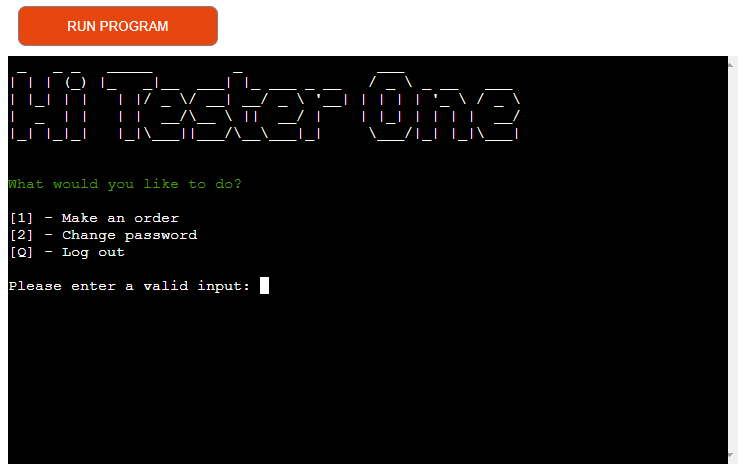 RUN PROGRAM
Hi Tester One
What would you like to do?
[1] - Make an order
[2] - Change password
[Q] - Log out
Please enter a valid input: